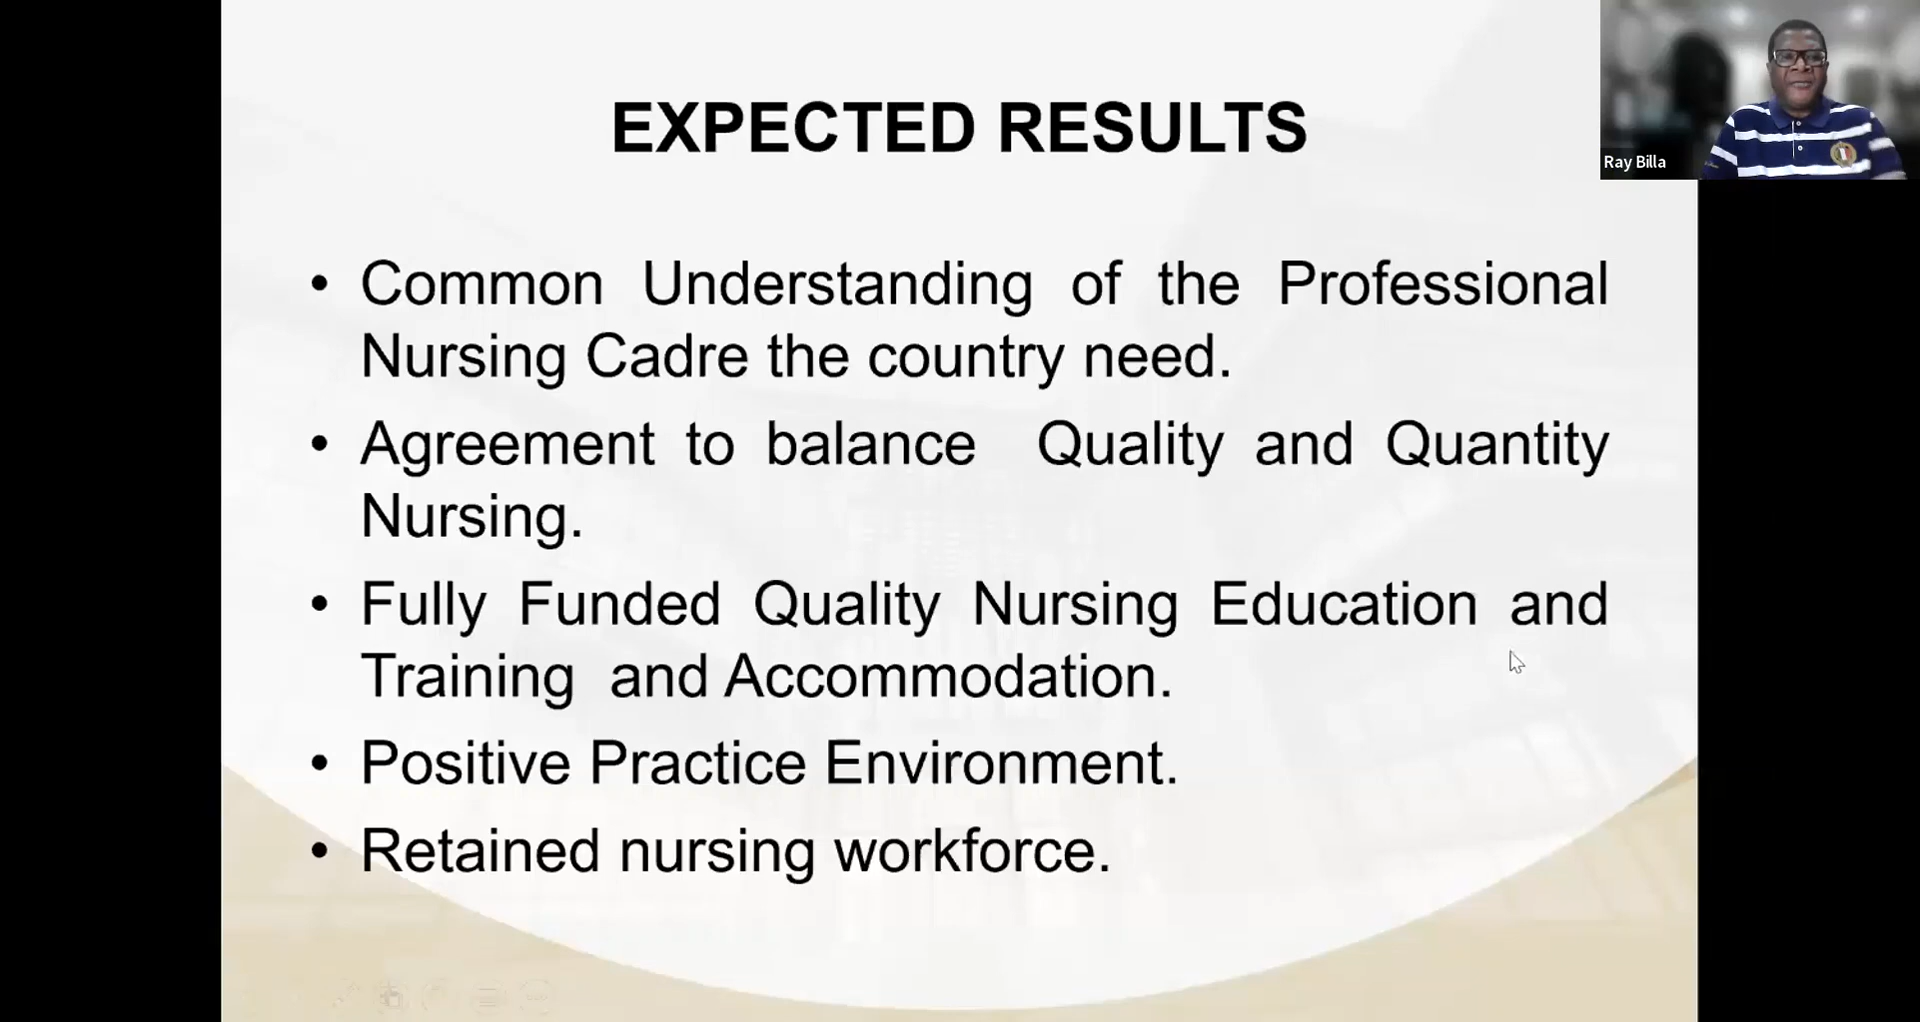 EXPECTED RESULTS
Ray Billa
• Common Understanding of the Professional
Nursing Cadre the country need.
• Agreement to balance Quality and Quantity
Nursing.
• Fully Funded Quality Nursing Education and
Training and Accommodation.
• Positive Practice Environment.
• Retained nursing workforce.